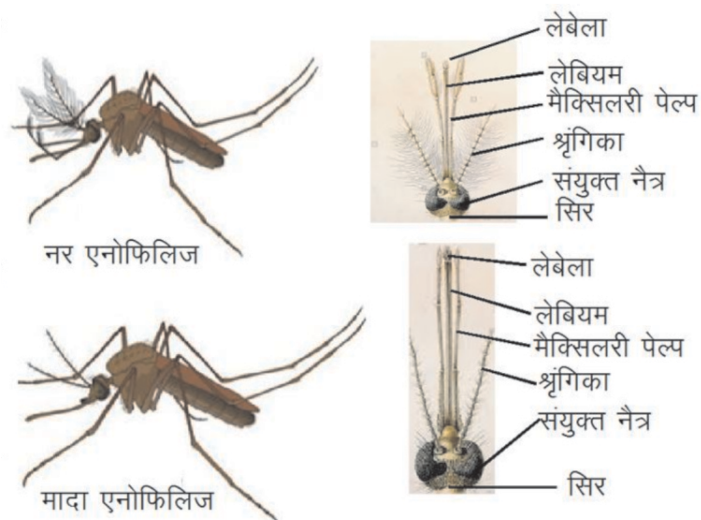 लेबेला
लेबियम
मैक्सिलरी पेल्प
श्रृंगिका
संयुक्त नैत्र
सिर
नर एनोफिलिज
लेबेला
लेबियम
मैक्सिलरी पेल्प
श्रृंगिका
संयुक्त नैत्र
सिर
मादा एनोफिलिज